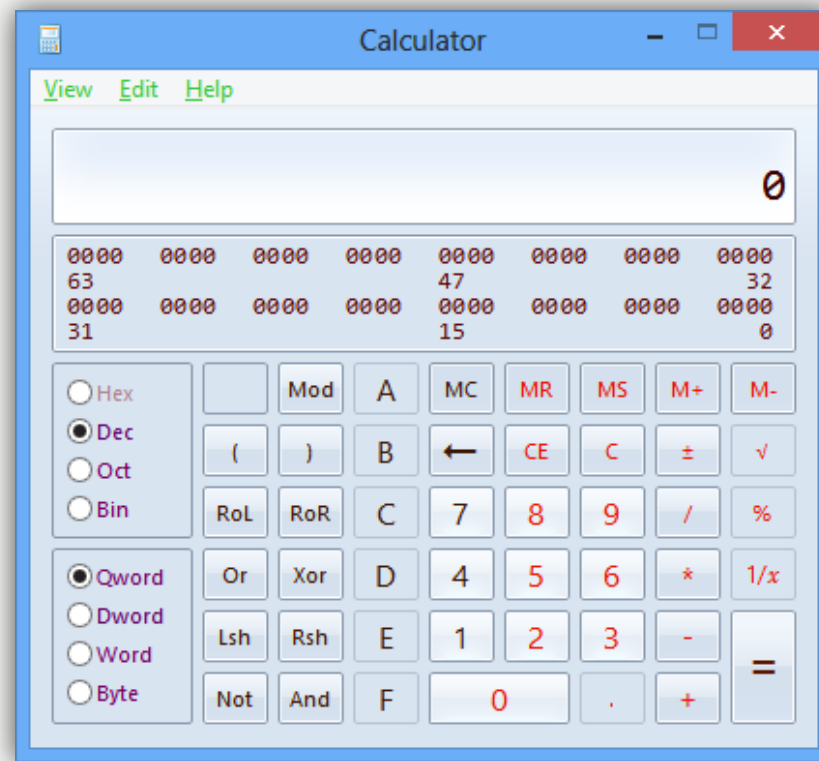 Calculator
View Edit Help
0
0000 0000 0000 0000 0000 0000 0000 0000
63 47 32
0000 0000 0000 0000 0000 0000 0000 0000
31 15 0
Hex Mod A MC MR MS M+ M-
Dec ( ) B ← CE C ± √
Oct
Bin RoL RoR C 7 8 9 / %
Qword Or Xor D 4 5 6 * 1/x
Dword
Word Lsh Rsh E 1 2 3 - =
Byte Not And F 0 . +